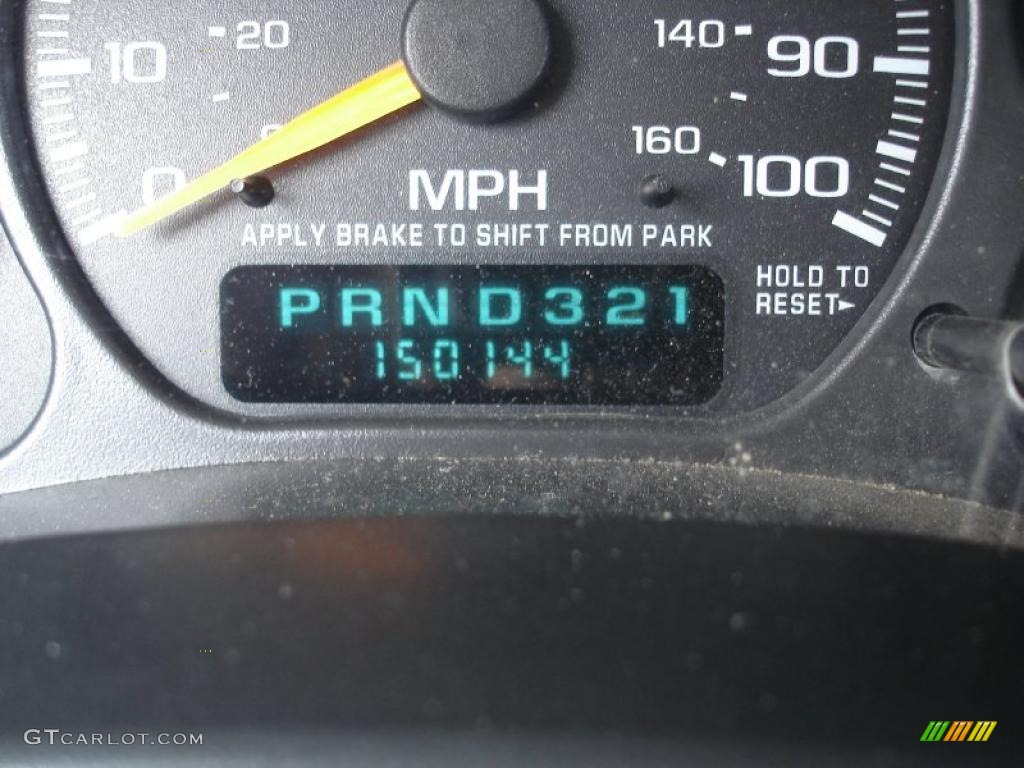 20 140
10 90
160
0 100
MPH
APPLY BRAKE TO SHIFT FROM PARK
HOLD TO
RESET
PRND321
150144
GTCARLOT.COM